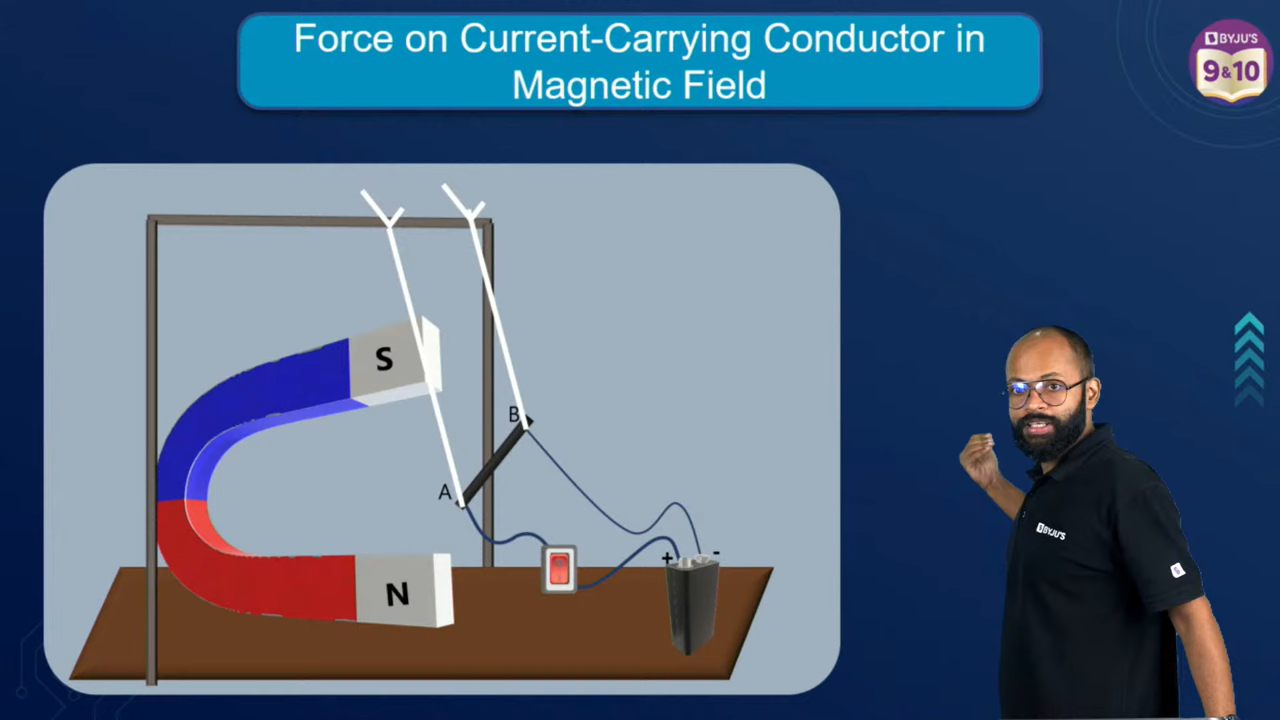 Force on Current-Carrying Conductor in
Magnetic Field
BYJU'S
9&10
S
B
A
+
-
N
BYJU'S